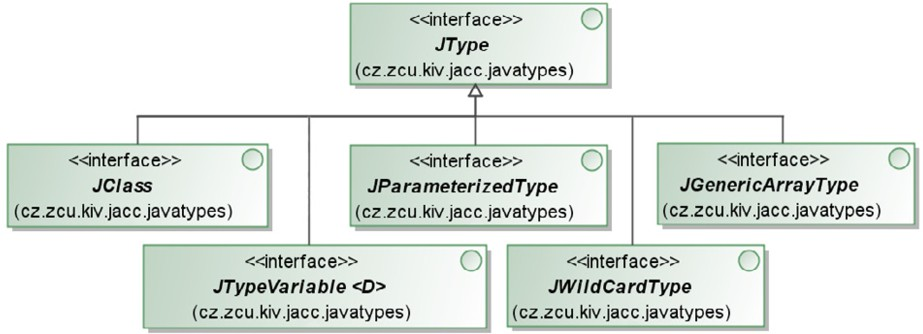 <<interface>>
JType
(cz.zcu.kiv.jacc.javatypes)
<<interface>>
JClass
(cz.zcu.kiv.jacc.javatypes)
<<interface>>
JParameterizedType
(cz.zcu.kiv.jacc.javatypes)
<<interface>>
JGenericArrayType
(cz.zcu.kiv.jacc.javatypes)
<<interface>>
JTypeVariable <D>
(cz.zcu.kiv.jacc.javatypes)
<<interface>>
JWildCardType
(cz.zcu.kiv.jacc.javatypes)